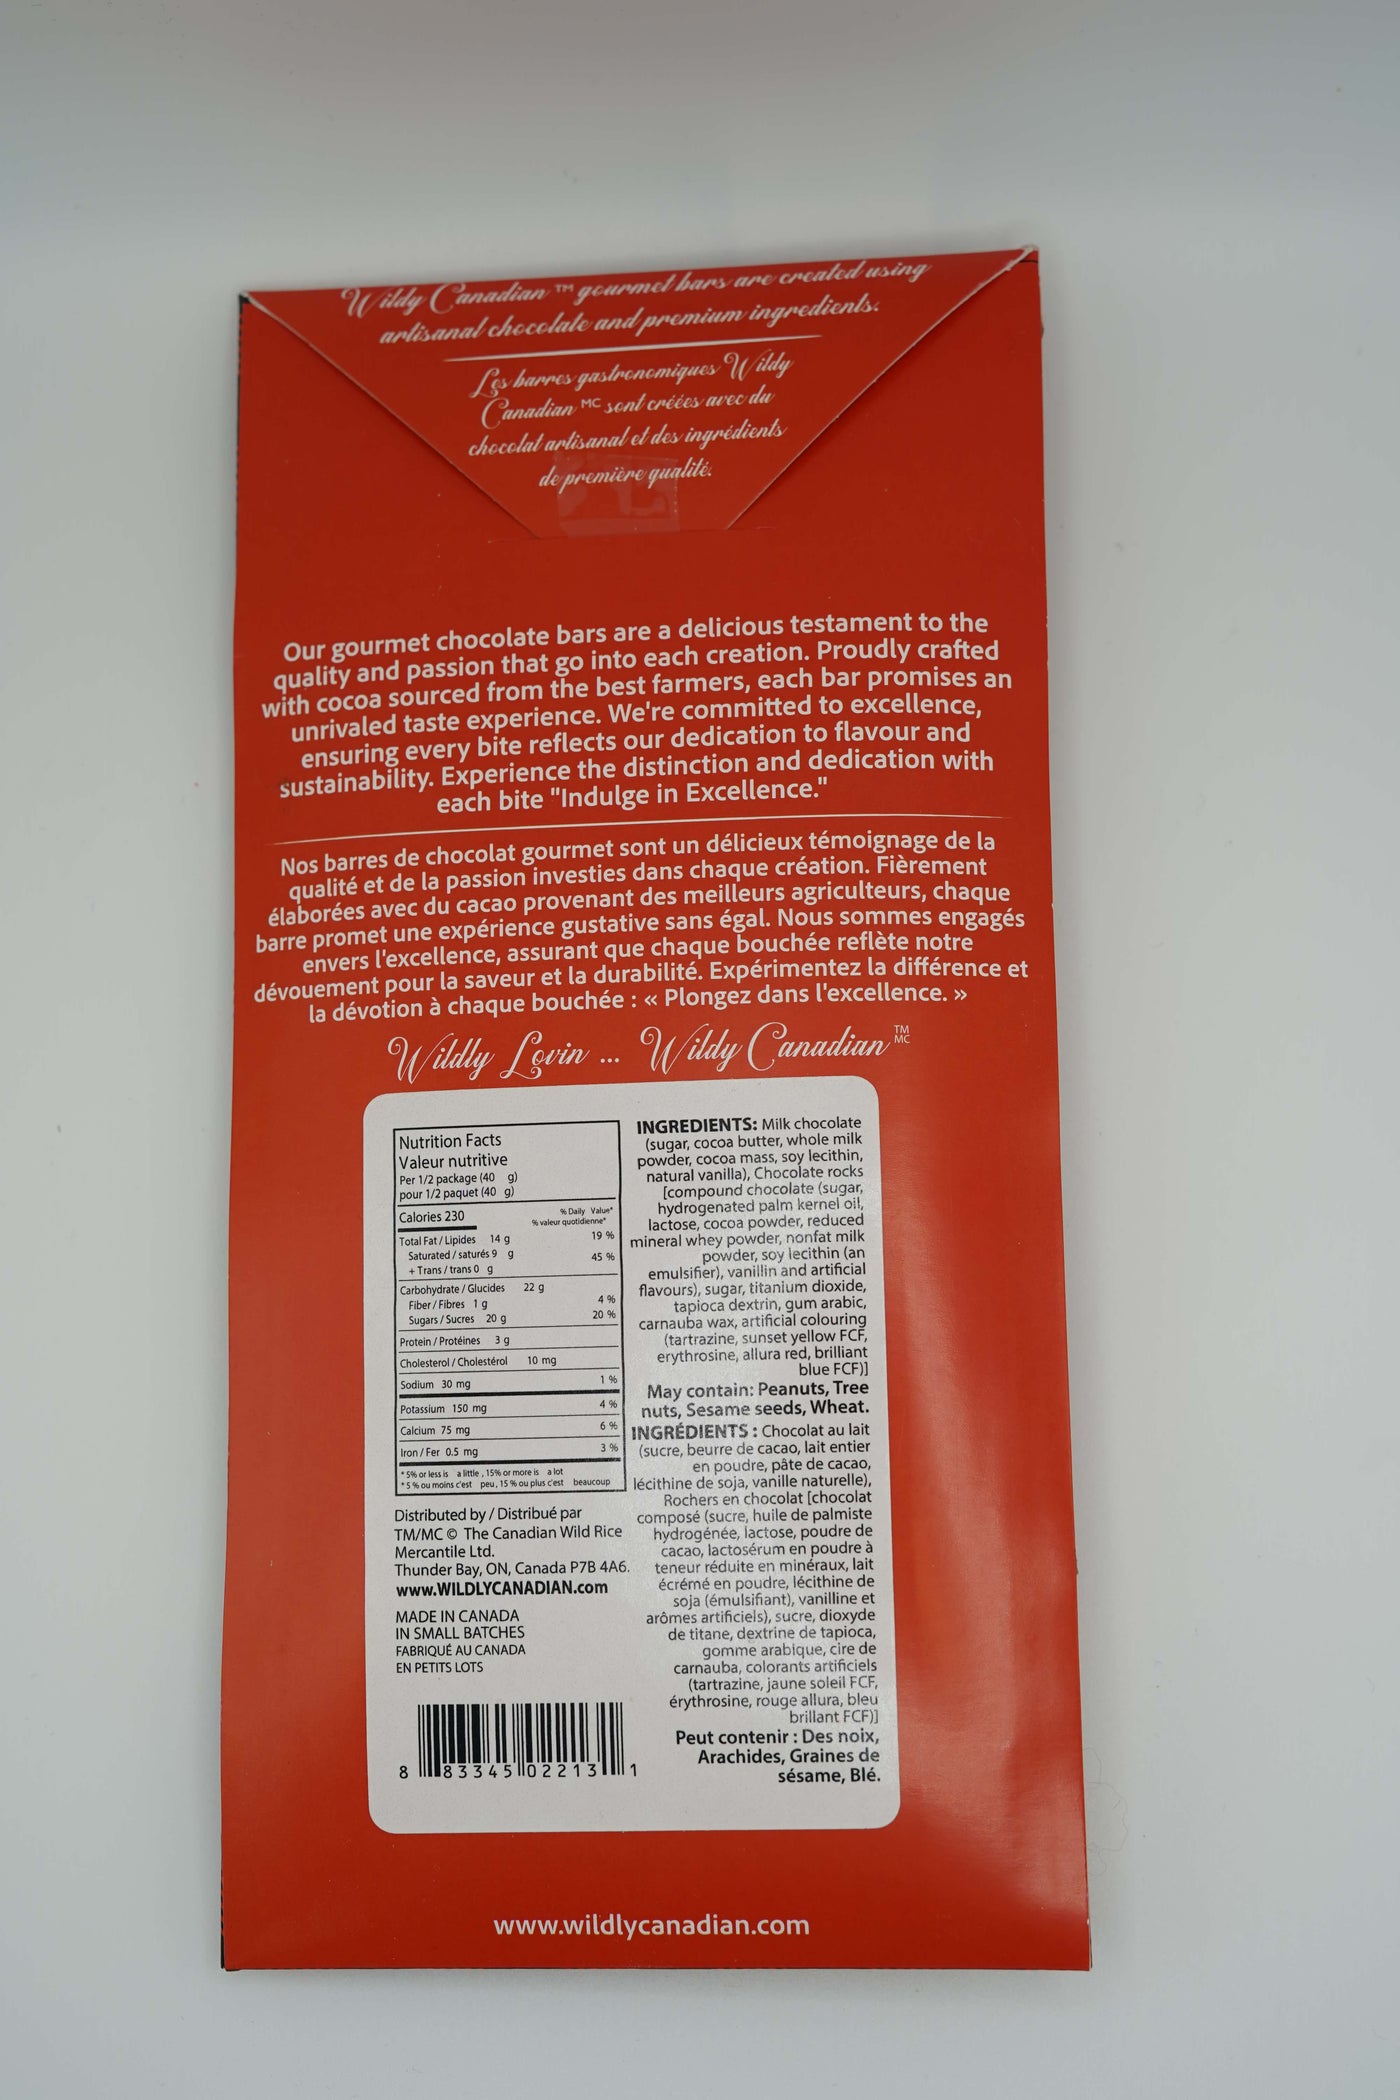 Wildy Canadian ™ gourmet bars are created using
artisanal chocolate and premium ingredients.
Les barres gastronomiques Wildy
Canadian MC sont créées avec du
chocolat artisanal et des ingrédients
de première qualité.
Our gourmet chocolate bars are a delicious testament to the
quality and passion that go into each creation. Proudly crafted
with cocoa sourced from the best farmers, each bar promises an
unrivaled taste experience. We're committed to excellence,
ensuring every bite reflects our dedication to flavour and
sustainability. Experience the distinction and dedication with
each bite "Indulge in Excellence."
Nos barres de chocolat gourmet sont un délicieux témoignage de la
qualité et de la passion investies dans chaque création. Fièrement
élaborées avec du cacao provenant des meilleurs agriculteurs, chaque
barre promet une expérience gustative sans égal. Nous sommes engagés
envers l'excellence, assurant que chaque bouchée reflète notre
dévouement pour la saveur et la durabilité. Expérimentez la différence et
la dévotion à chaque bouchée : « Plongez dans l'excellence. »
Wildly Lovin ... Wildy Canadian TM MC
Nutrition Facts
Valeur nutritive
Per 1/2 package (40 g)
pour 1/2 paquet (40 g)
Calories 230
% Daily Value*
% valeur quotidienne*
Total Fat / Lipides 14 g 19 %
Saturated / saturés 9 g 45 %
+ Trans / trans 0 g
Carbohydrate / Glucides 22 g
Fiber / Fibres 1 g 4 %
Sugars / Sucres 20 g 20 %
Protein / Protéines 3 g
Cholesterol / Cholestérol 10 mg
Sodium 30 mg 1 %
Potassium 150 mg 4 %
Calcium 75 mg 6 %
Iron / Fer 0.5 mg 3 %
* 5% or less is a little , 15% or more is a lot
* 5 % ou moins c'est peu , 15 % ou plus c'est beaucoup
Distributed by / Distribué par
TM/MC © The Canadian Wild Rice
Mercantile Ltd.
Thunder Bay, ON, Canada P7B 4A6.
www.WILDLYCANADIAN.com
MADE IN CANADA
IN SMALL BATCHES
FABRIQUÉ AU CANADA
EN PETITS LOTS
8 83345 02213 1
INGREDIENTS: Milk chocolate
(sugar, cocoa butter, whole milk
powder, cocoa mass, soy lecithin,
natural vanilla), Chocolate rocks
[compound chocolate (sugar,
hydrogenated palm kernel oil,
lactose, cocoa powder, reduced
mineral whey powder, nonfat milk
powder, soy lecithin (an
emulsifier), vanillin and artificial
flavours), sugar, titanium dioxide,
tapioca dextrin, gum arabic,
carnauba wax, artificial colouring
(tartrazine, sunset yellow FCF,
erythrosine, allura red, brilliant
blue FCF)]
May contain: Peanuts, Tree
nuts, Sesame seeds, Wheat.
INGRÉDIENTS : Chocolat au lait
(sucre, beurre de cacao, lait entier
en poudre, pâte de cacao,
lécithine de soja, vanille naturelle),
Rochers en chocolat [chocolat
composé (sucre, huile de palmiste
hydrogénée, lactose, poudre de
cacao, lactosérum en poudre à
teneur réduite en minéraux, lait
écrémé en poudre, lécithine de
soja (émulsifiant), vanilline et
arômes artificiels), sucre, dioxyde
de titane, dextrine de tapioca,
gomme arabique, cire de
carnauba, colorants artificiels
(tartrazine, jaune soleil FCF,
érythrosine, rouge allura, bleu
brillant FCF)]
Peut contenir : Des noix,
Arachides, Graines de
sésame, Blé.
www.wildlycanadian.com